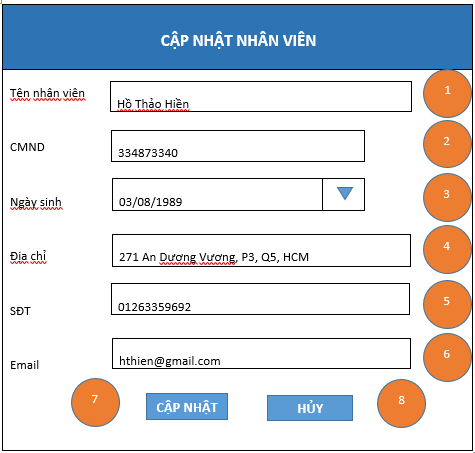 CẬP NHẬT NHÂN VIÊN
Tên nhân viên
Hồ Thảo Hiền
1
CMND
334873340
2
Ngày sinh
03/08/1989
3
Địa chỉ
271 An Dương Vương, P3, Q5, HCM
4
SĐT
01263359692
5
Email
hthien@gmail.com
6
7
CẬP NHẬT
HỦY
8